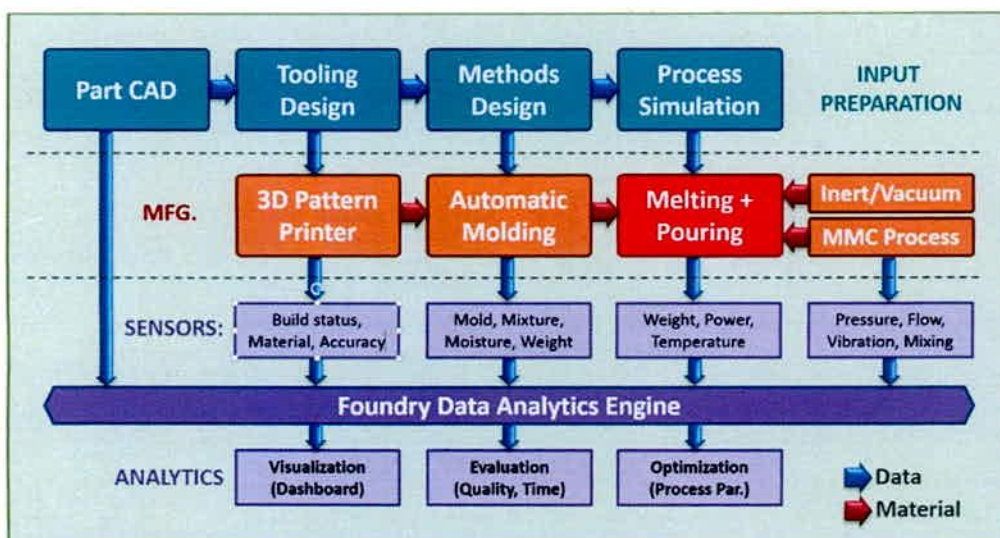 Part CAD
Tooling
Design
Methods
Design
Process
Simulation
INPUT
PREPARATION
MFG.
3D Pattern
Printer
Automatic
Molding
Melting +
Pouring
Inert/Vacuum
MMC Process
SENSORS:
Build status,
Material, Accuracy
Mold, Mixture,
Moisture, Weight
Weight, Power,
Temperature
Pressure, Flow,
Vibration, Mixing
Foundry Data Analytics Engine
ANALYTICS
Visualization
(Dashboard)
Evaluation
(Quality, Time)
Optimization
(Process Par.)
Data
Material